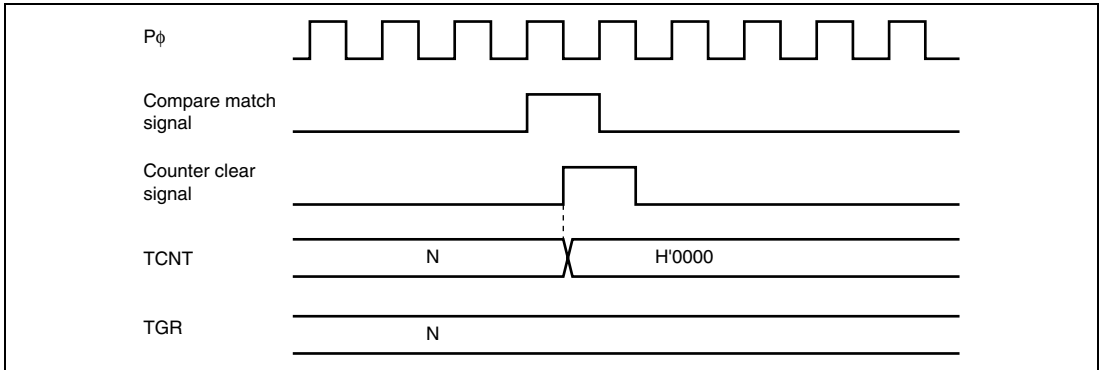 Pϕ
Compare match
signal
Counter clear
signal
TCNT
N
H'0000
TGR
N